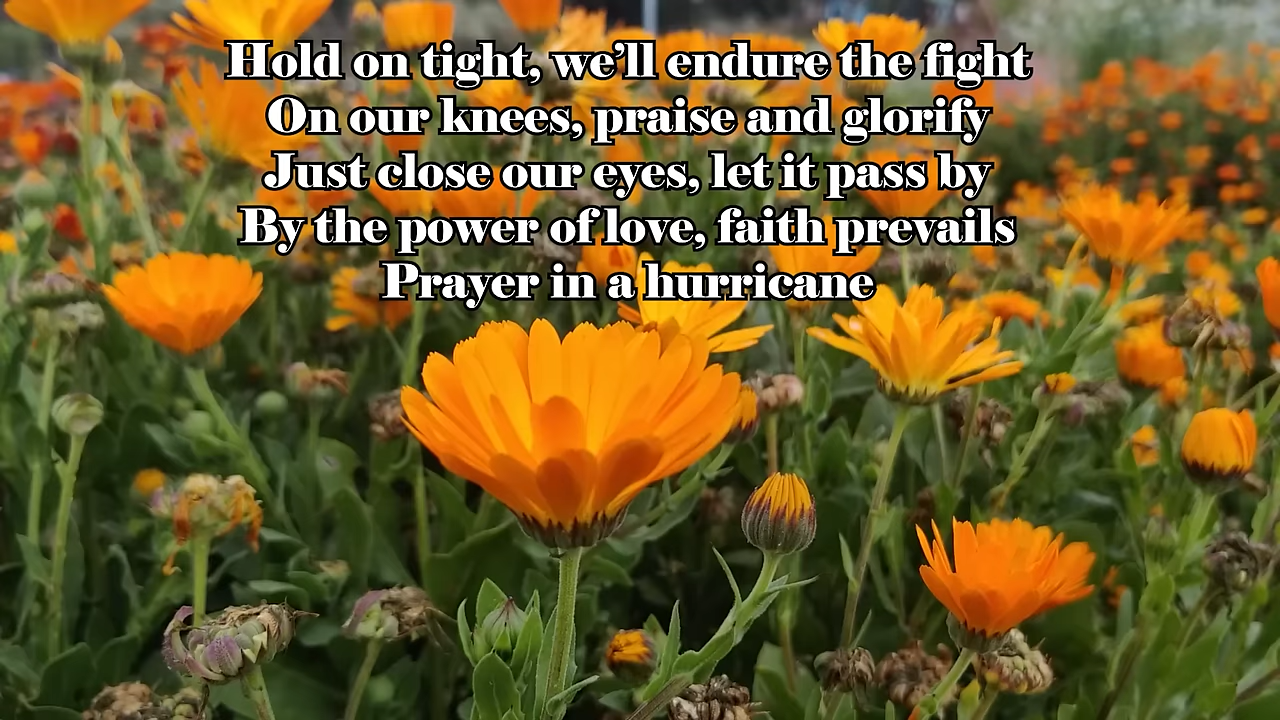 Hold on tight, we’ll endure the fight
On our knees, praise and glorify
Just close our eyes, let it pass by
By the power of love, faith prevails
Prayer in a hurricane